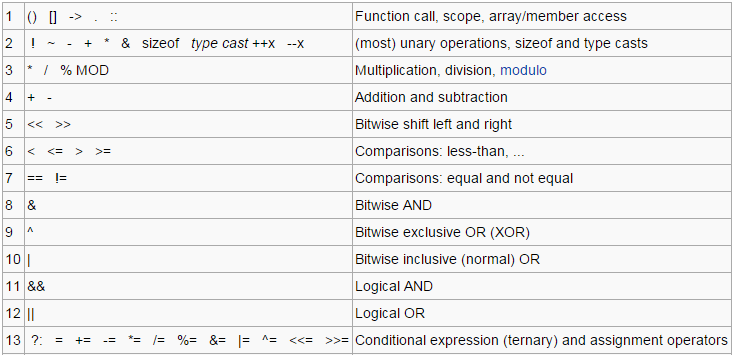 1 () [] -> . :: Function call, scope, array/member access
2 ! ~ - + * & sizeof type cast ++x --x (most) unary operations, sizeof and type casts
3 * / % MOD Multiplication, division, modulo
4 + - Addition and subtraction
5 << >> Bitwise shift left and right
6 < <= > >= Comparisons: less-than, ...
7 == != Comparisons: equal and not equal
8 & Bitwise AND
9 ^ Bitwise exclusive OR (XOR)
10 | Bitwise inclusive (normal) OR
11 && Logical AND
12 || Logical OR
13 ?: = += -= *= /= %= &= |= ^= <<= >>= Conditional expression (ternary) and assignment operators